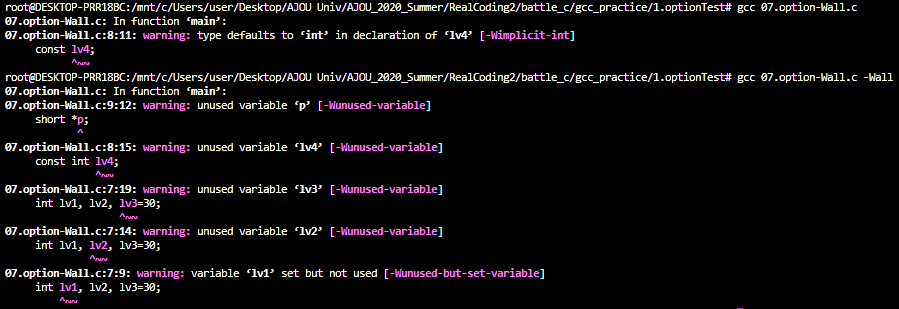 root@DESKTOP-PRR18BC:/mnt/c/Users/user/Desktop/AJOU Univ/AJOU_2020_Summer/RealCoding2/battle_c/gcc_practice/1.optionTest# gcc 07.option-Wall.c
07.option-Wall.c: In function ‘main’:
07.option-Wall.c:8:11: warning: type defaults to ‘int’ in declaration of ‘lv4’ [-Wimplicit-int]
const lv4;
^~~
root@DESKTOP-PRR18BC:/mnt/c/Users/user/Desktop/AJOU Univ/AJOU_2020_Summer/RealCoding2/battle_c/gcc_practice/1.optionTest# gcc 07.option-Wall.c -Wall
07.option-Wall.c: In function ‘main’:
07.option-Wall.c:9:12: warning: unused variable ‘p’ [-Wunused-variable]
short *p;
^
07.option-Wall.c:8:15: warning: unused variable ‘lv4’ [-Wunused-variable]
const int lv4;
^~~
07.option-Wall.c:7:19: warning: unused variable ‘lv3’ [-Wunused-variable]
int lv1, lv2, lv3=30;
^~~
07.option-Wall.c:7:14: warning: unused variable ‘lv2’ [-Wunused-variable]
int lv1, lv2, lv3=30;
^~~
07.option-Wall.c:7:9: warning: variable ‘lv1’ set but not used [-Wunused-but-set-variable]
int lv1, lv2, lv3=30;
^~~